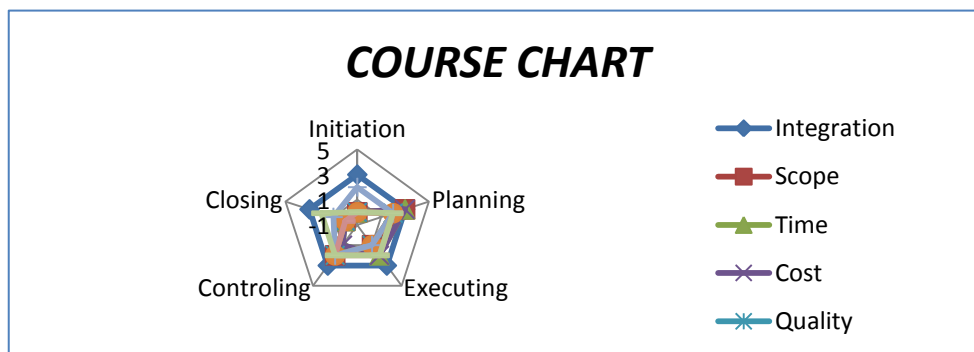 COURSE CHART
Initiation
5
3
1
-1
Planning
Executing
Controling
Closing
Integration
Scope
Time
Cost
Quality